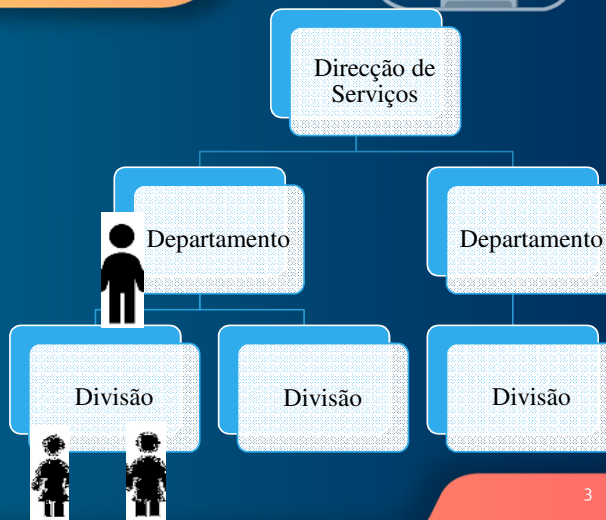 Direcção de
Serviços
Departamento
Departamento
Divisão
Divisão
Divisão
3